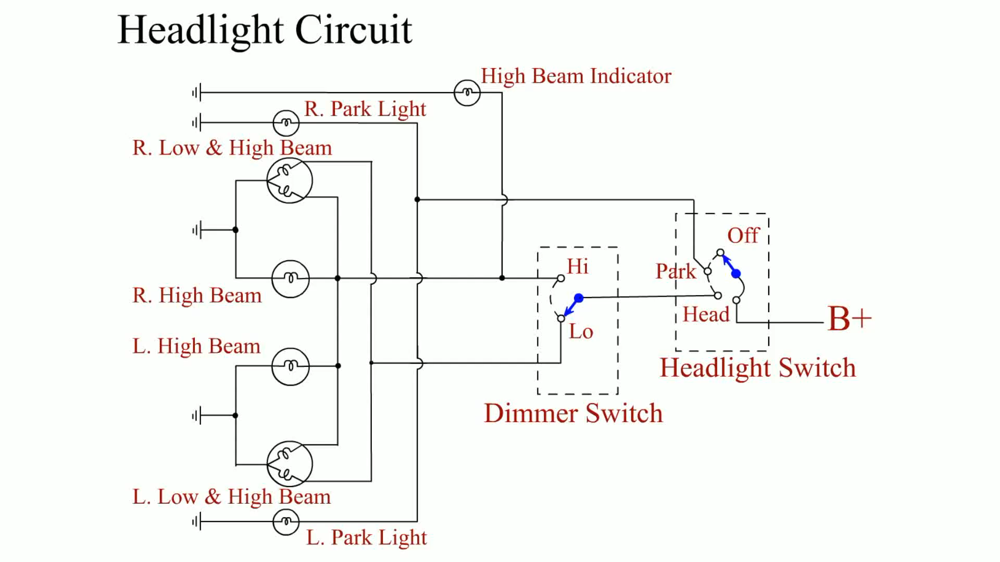 Headlight Circuit
High Beam Indicator
R. Park Light
R. Low & High Beam
Off
Hi
Park
R. High Beam
Head
B+
Lo
L. High Beam
Headlight Switch
Dimmer Switch
L. Low & High Beam
L. Park Light